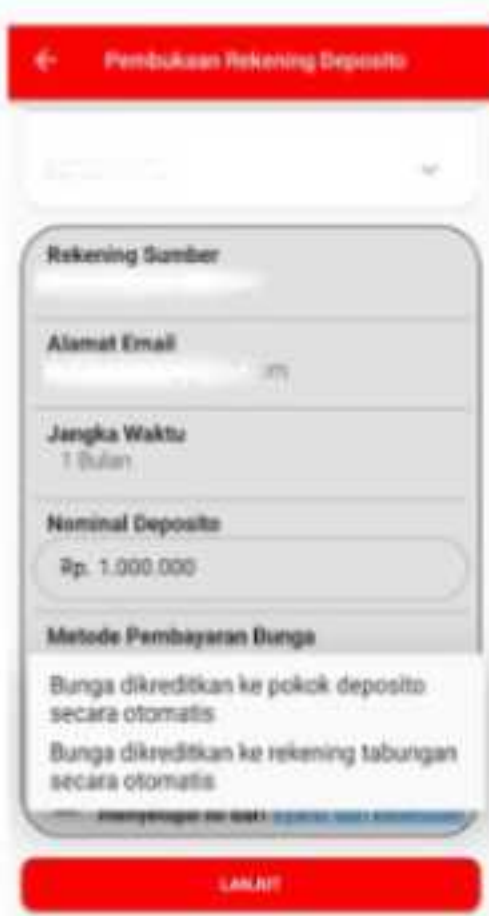 Pembukaan Rekening Deposito
Rekening Sumber
Alamat Email
Jangka Waktu
1 Bulan
Nominal Deposito
Rp. 1.000.000
Metode Pembayaran Bunga
Bunga dikreditkan ke pokok deposito
secara otomatis
Bunga dikreditkan ke rekening tabungan
secara otomatis
LANJUT